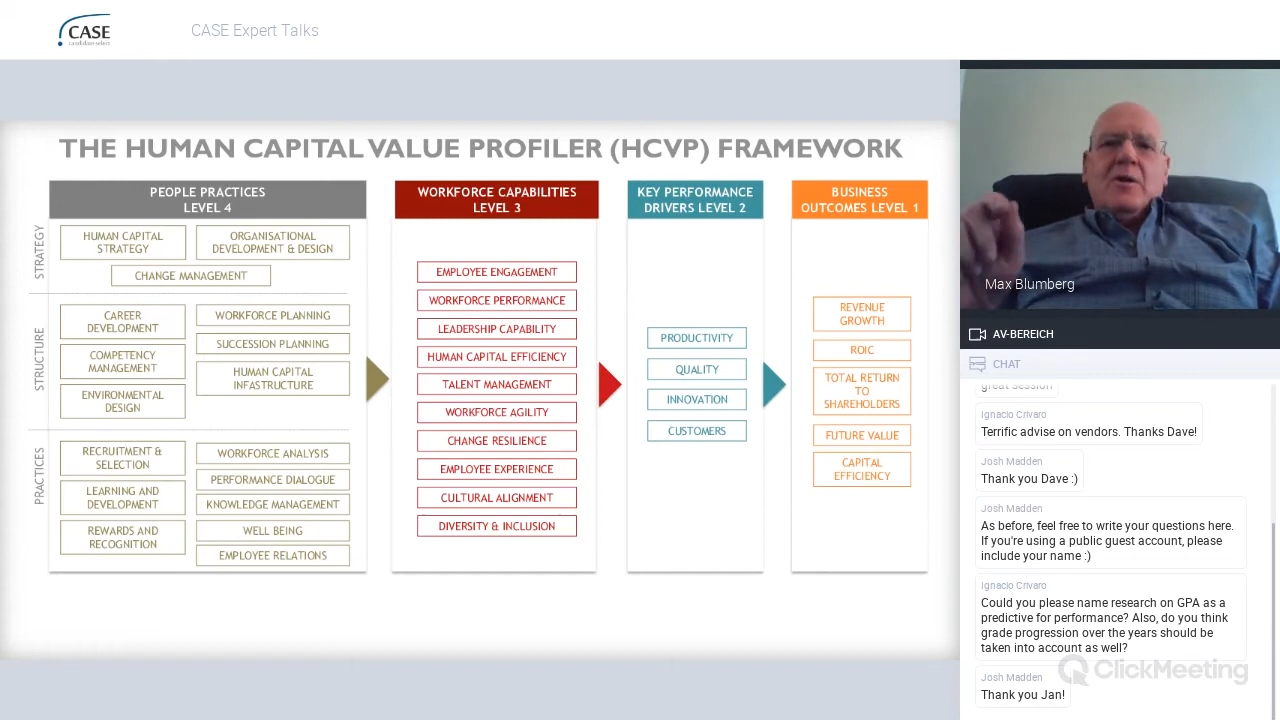 CASE
candidate select
CASE Expert Talks
THE HUMAN CAPITAL VALUE PROFILER (HCVP) FRAMEWORK
PEOPLE PRACTICES
LEVEL 4
STRATEGY
HUMAN CAPITAL
STRATEGY
ORGANISATIONAL
DEVELOPMENT & DESIGN
CHANGE MANAGEMENT
STRUCTURE
CAREER
DEVELOPMENT
COMPETENCY
MANAGEMENT
ENVIRONMENTAL
DESIGN
WORKFORCE PLANNING
SUCCESSION PLANNING
HUMAN CAPITAL
INFASTRUCTURE
PRACTICES
RECRUITMENT &
SELECTION
LEARNING AND
DEVELOPMENT
REWARDS AND
RECOGNITION
WORKFORCE ANALYSIS
PERFORMANCE DIALOGUE
KNOWLEDGE MANAGEMENT
WELL BEING
EMPLOYEE RELATIONS
WORKFORCE CAPABILITIES
LEVEL 3
EMPLOYEE ENGAGEMENT
WORKFORCE PERFORMANCE
LEADERSHIP CAPABILITY
HUMAN CAPITAL EFFICIENCY
TALENT MANAGEMENT
WORKFORCE AGILITY
CHANGE RESILIENCE
EMPLOYEE EXPERIENCE
CULTURAL ALIGNMENT
DIVERSITY & INCLUSION
KEY PERFORMANCE
DRIVERS LEVEL 2
PRODUCTIVITY
QUALITY
INNOVATION
CUSTOMERS
BUSINESS
OUTCOMES LEVEL 1
REVENUE
GROWTH
ROIC
TOTAL RETURN
TO
SHAREHOLDERS
FUTURE VALUE
CAPITAL
EFFICIENCY
Max Blumberg
AV-BEREICH
CHAT
great session
Ignacio Crivaro
Terrific advise on vendors. Thanks Dave!
Josh Madden
Thank you Dave :)
Josh Madden
As before, feel free to write your questions here.
If you're using a public guest account, please
include your name :)
Ignacio Crivaro
Could you please name research on GPA as a
predictive for performance? Also, do you think
grade progression over the years should be
taken into account as well?
Josh Madden
Thank you Jan!
ClickMeeting